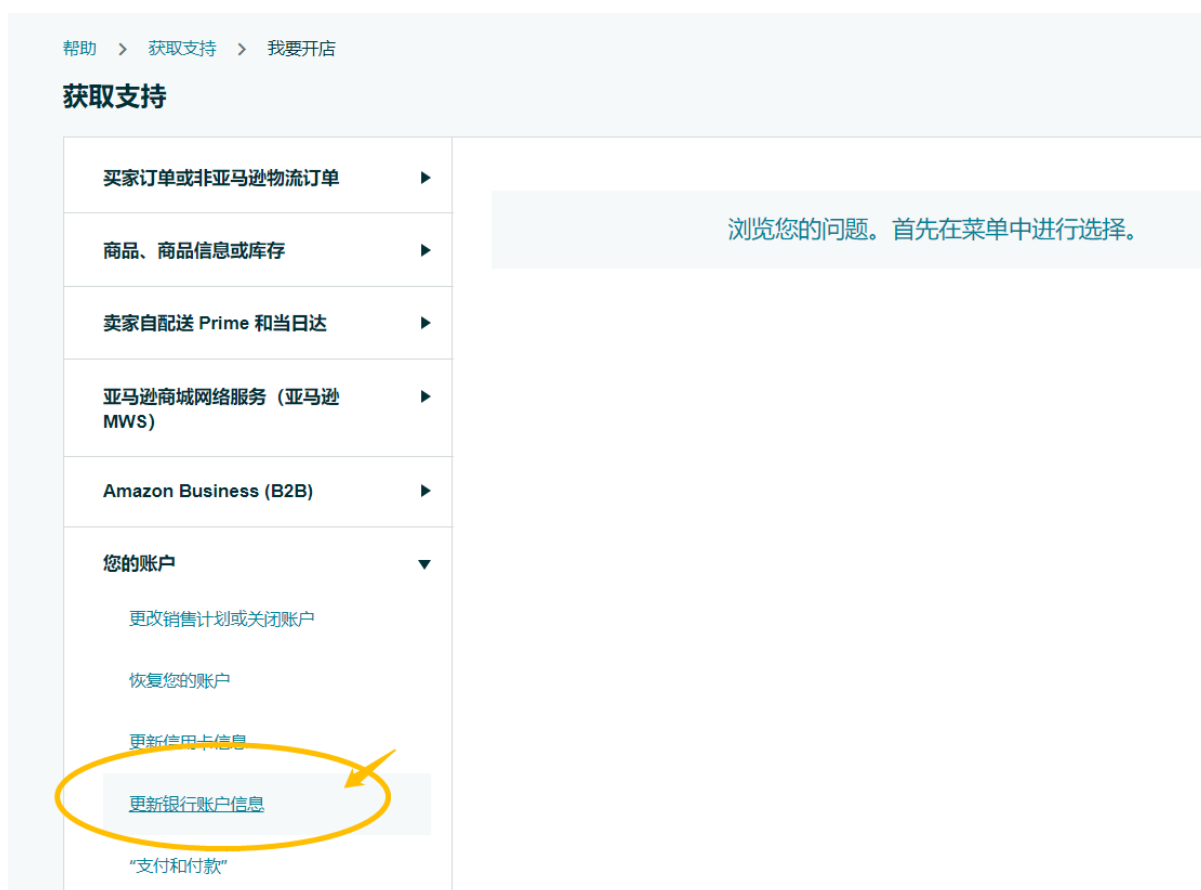 帮助 > 获取支持 > 我要开店
获取支持
买家订单或非亚马逊物流订单
浏览您的问题。首先在菜单中进行选择。
商品、商品信息或库存
卖家自配送 Prime 和当日达
亚马逊商城网络服务（亚马逊
MWS）
Amazon Business (B2B)
您的账户
更改销售计划或关闭账户
恢复您的账户
更新信用卡信息
更新银行账户信息
“支付和付款”